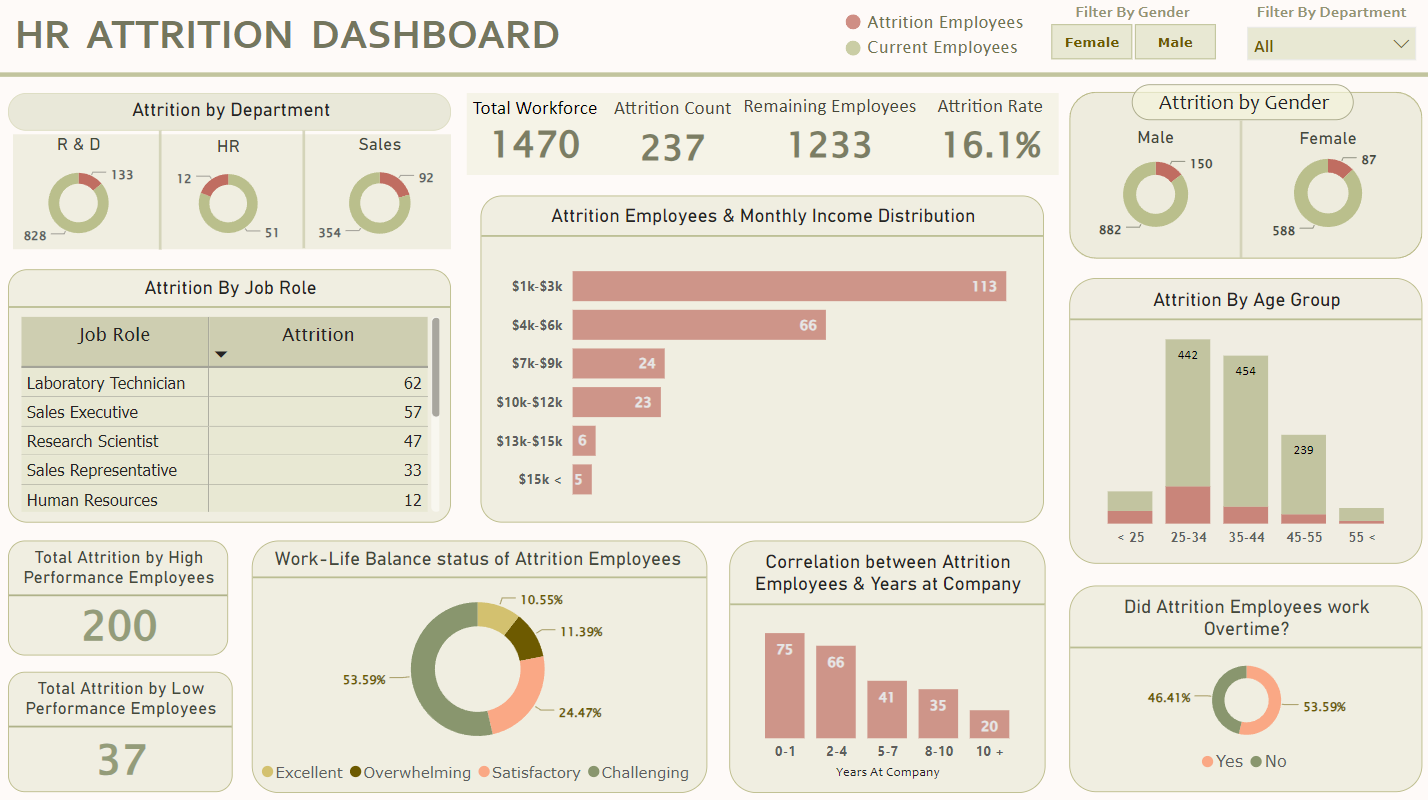 HR ATTRITION DASHBOARD
Attrition Employees
Current Employees
Filter By Gender
Female
Male
Filter By Department
All
Attrition by Department
R & D
133
828
HR
12
51
Sales
92
354
Total Workforce
1470
Attrition Count
237
Remaining Employees
1233
Attrition Rate
16.1%
Attrition by Gender
Male
150
882
Female
87
588
Attrition By Job Role
Job Role Attrition
Laboratory Technician 62
Sales Executive 57
Research Scientist 47
Sales Representative 33
Human Resources 12
Attrition Employees & Monthly Income Distribution
$1k-$3k 113
$4k-$6k 66
$7k-$9k 24
$10k-$12k 23
$13k-$15k 6
$15k < 5
Attrition By Age Group
442
454
239
< 25 25-34 35-44 45-55 55 <
Total Attrition by High
Performance Employees
200
Total Attrition by Low
Performance Employees
37
Work-Life Balance status of Attrition Employees
10.55%
11.39%
53.59%
24.47%
Excellent Overwhelming Satisfactory Challenging
Correlation between Attrition
Employees & Years at Company
75
66
41
35
20
0-1 2-4 5-7 8-10 10 +
Years At Company
Did Attrition Employees work
Overtime?
46.41%
53.59%
Yes No